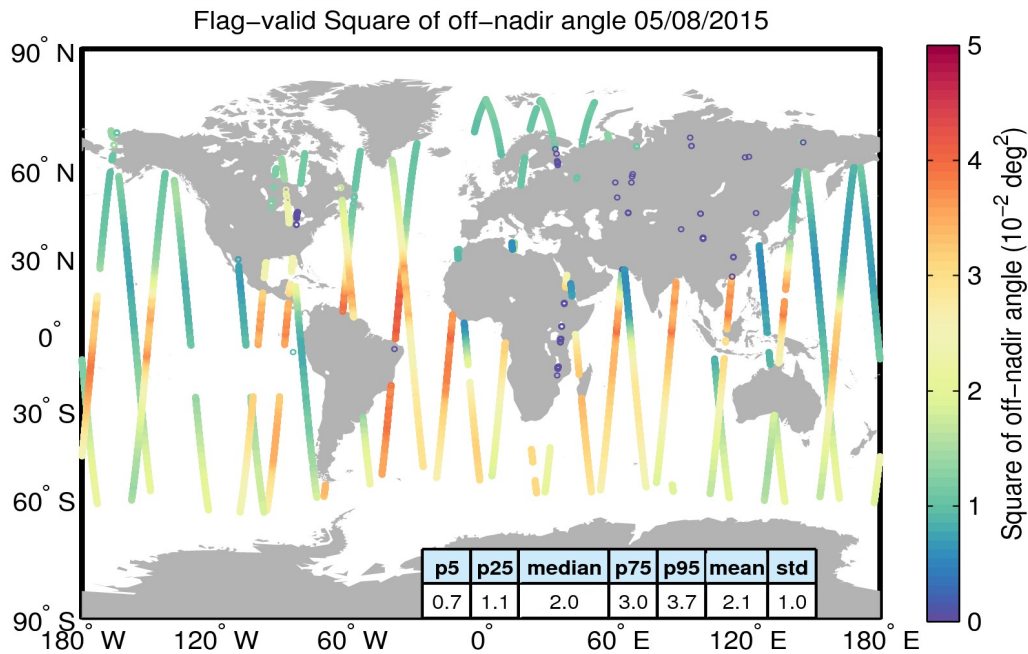 Flag−valid Square of off−nadir angle 05/08/2015
90° N
60° N
30° N
0°
30° S
60° S
90° S
180° W
120° W
60° W
0°
60° E
120° E
180° E
p5 p25 median p75 p95 mean std
0.7 1.1 2.0 3.0 3.7 2.1 1.0
5
4
3
2
1
0
Square of off−nadir angle (10⁻² deg²)